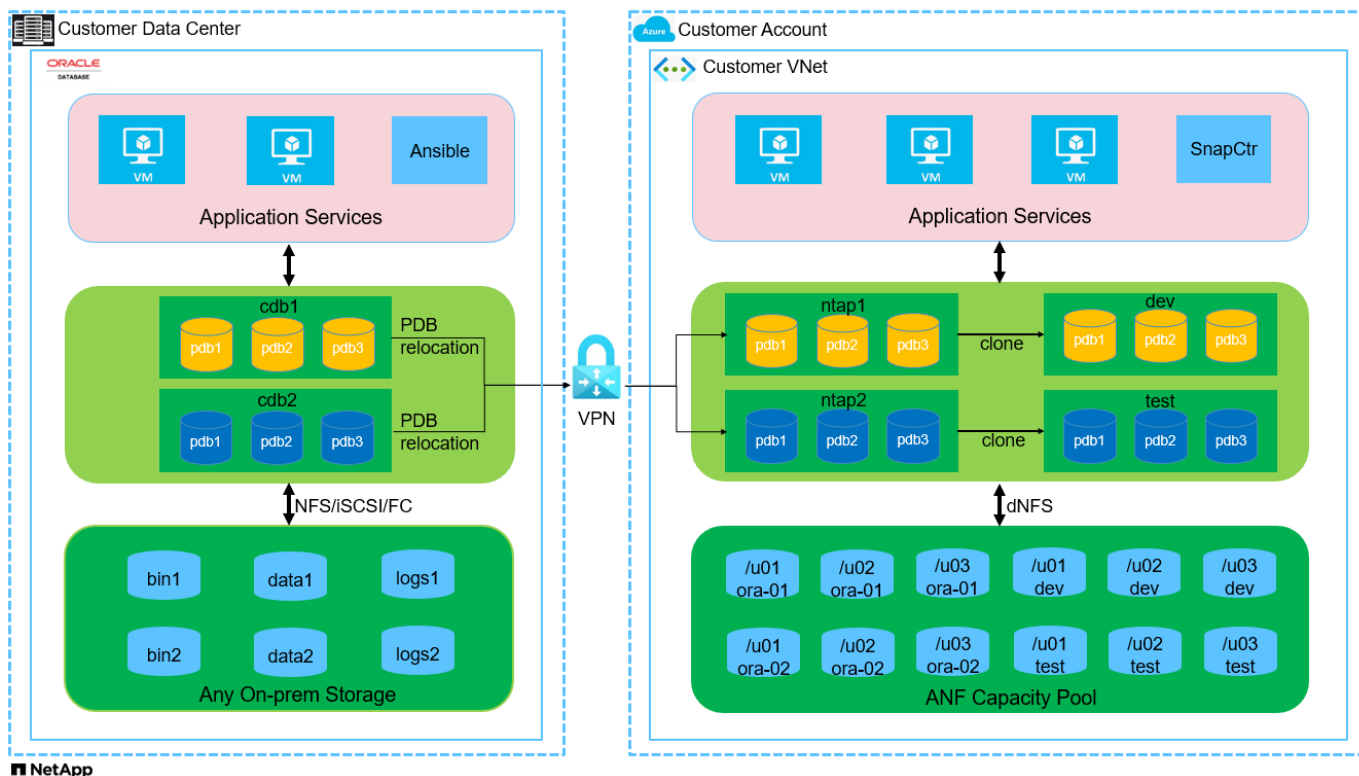 Customer Data Center
ORACLE
DATABASE
VM
VM
Ansible
Application Services
cdb1
pdb1
pdb2
pdb3
PDB
relocation
cdb2
pdb1
pdb2
pdb3
PDB
relocation
NFS/iSCSI/FC
bin1
data1
logs1
bin2
data2
logs2
Any On-prem Storage
VPN
Azure
Customer Account
Customer VNet
VM
VM
VM
SnapCtr
Application Services
ntap1
pdb1
pdb2
pdb3
clone
dev
pdb1
pdb2
pdb3
ntap2
pdb1
pdb2
pdb3
clone
test
pdb1
pdb2
pdb3
dNFS
/u01
ora-01
/u02
ora-01
/u03
ora-01
/u01
dev
/u02
dev
/u03
dev
/u01
ora-02
/u02
ora-02
/u03
ora-02
/u01
test
/u02
test
/u03
test
ANF Capacity Pool
NetApp